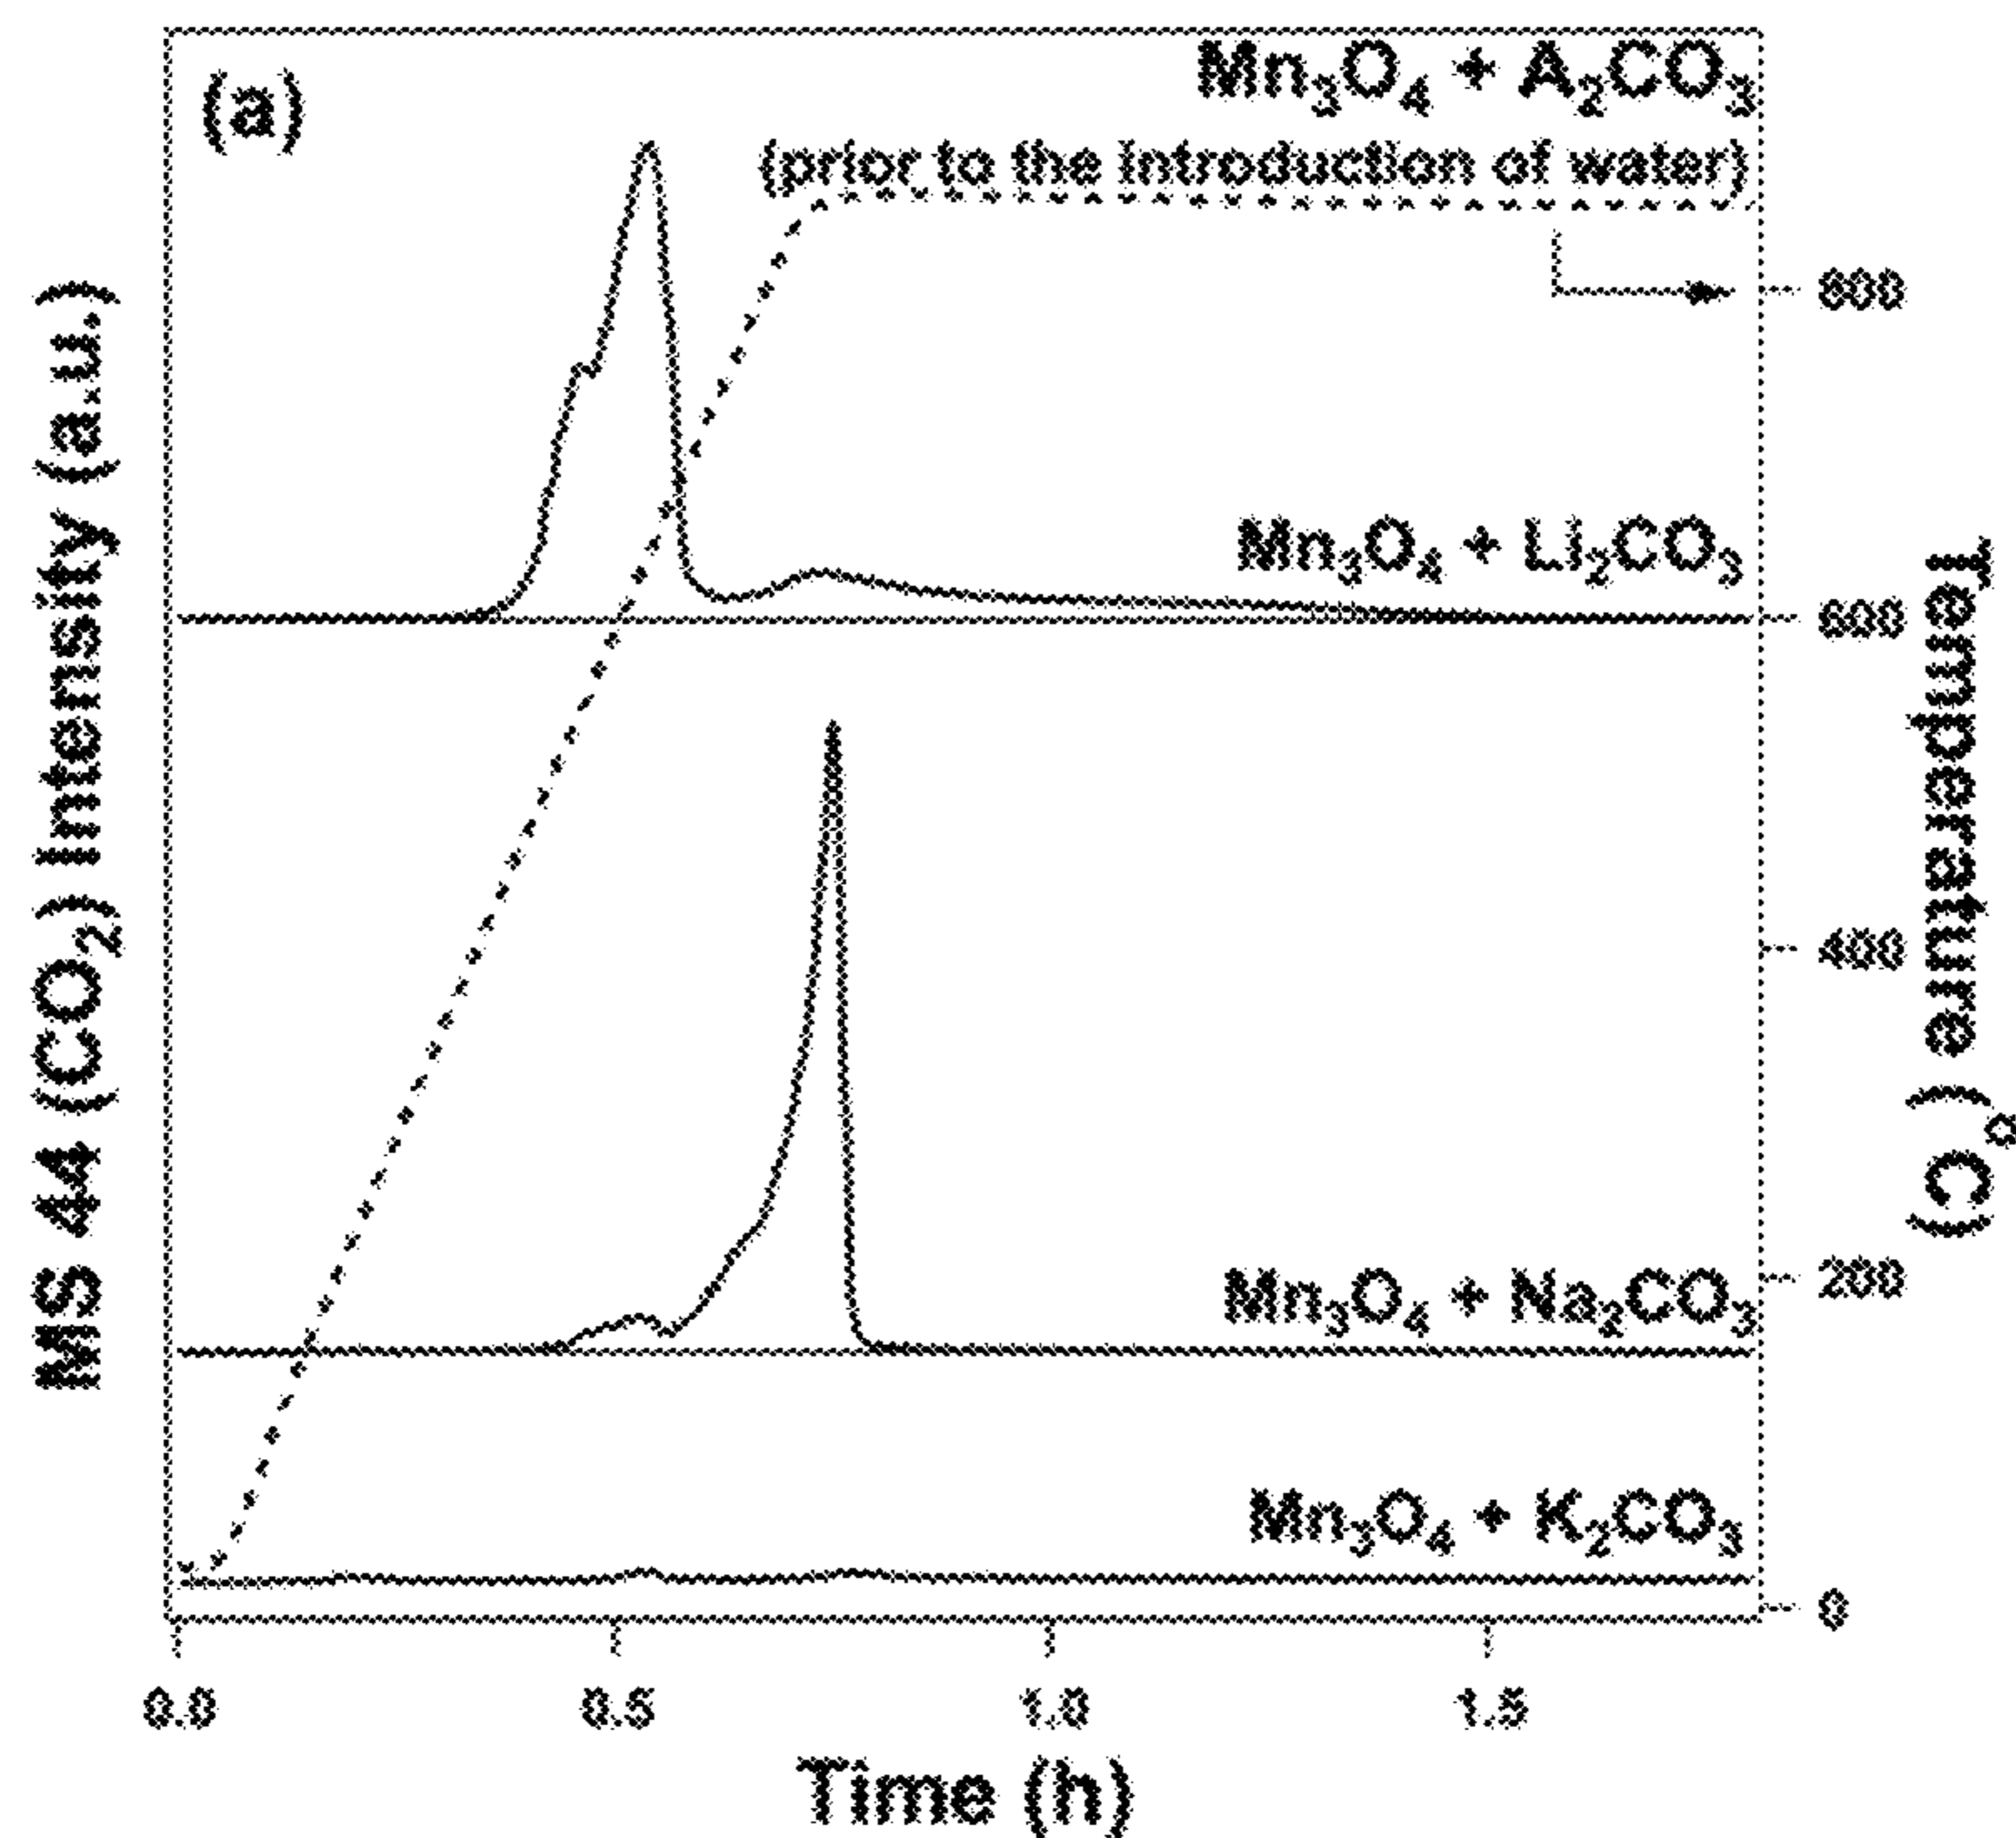 (a)
Mn₃O₄ + A₂CO₃
(prior to the introduction of water)
Mn₃O₄ + Li₂CO₃
Mn₃O₄ + Na₂CO₃
Mn₃O₄ + K₂CO₃
MS 44 (CO₂) Intensity (a.u.)
800
600
400
200
0
Temperature (°C)
0.0
0.5
1.0
1.5
Time (h)